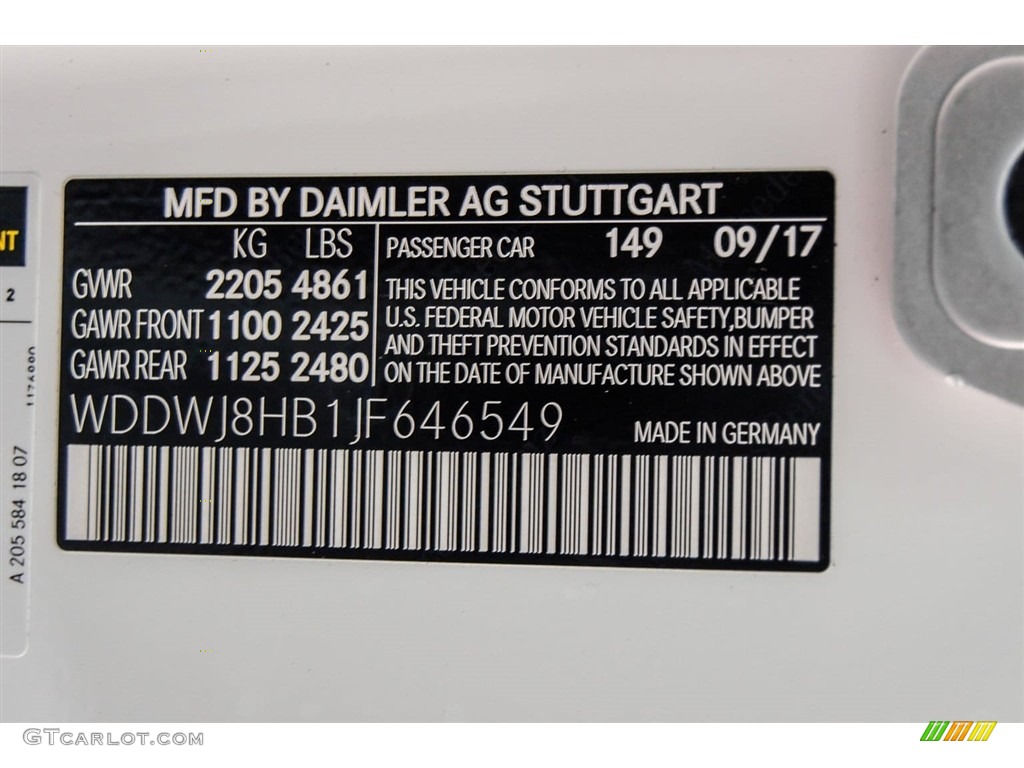 MFD BY DAIMLER AG STUTTGART
KG LBS
GVWR 2205 4861
GAWR FRONT 1100 2425
GAWR REAR 1125 2480
PASSENGER CAR 149 09/17
THIS VEHICLE CONFORMS TO ALL APPLICABLE
U.S. FEDERAL MOTOR VEHICLE SAFETY,BUMPER
AND THEFT PREVENTION STANDARDS IN EFFECT
ON THE DATE OF MANUFACTURE SHOWN ABOVE
WDDWJ8HB1JF646549
MADE IN GERMANY
NT
2
A 205 584 18 07
GTCARLOT.COM